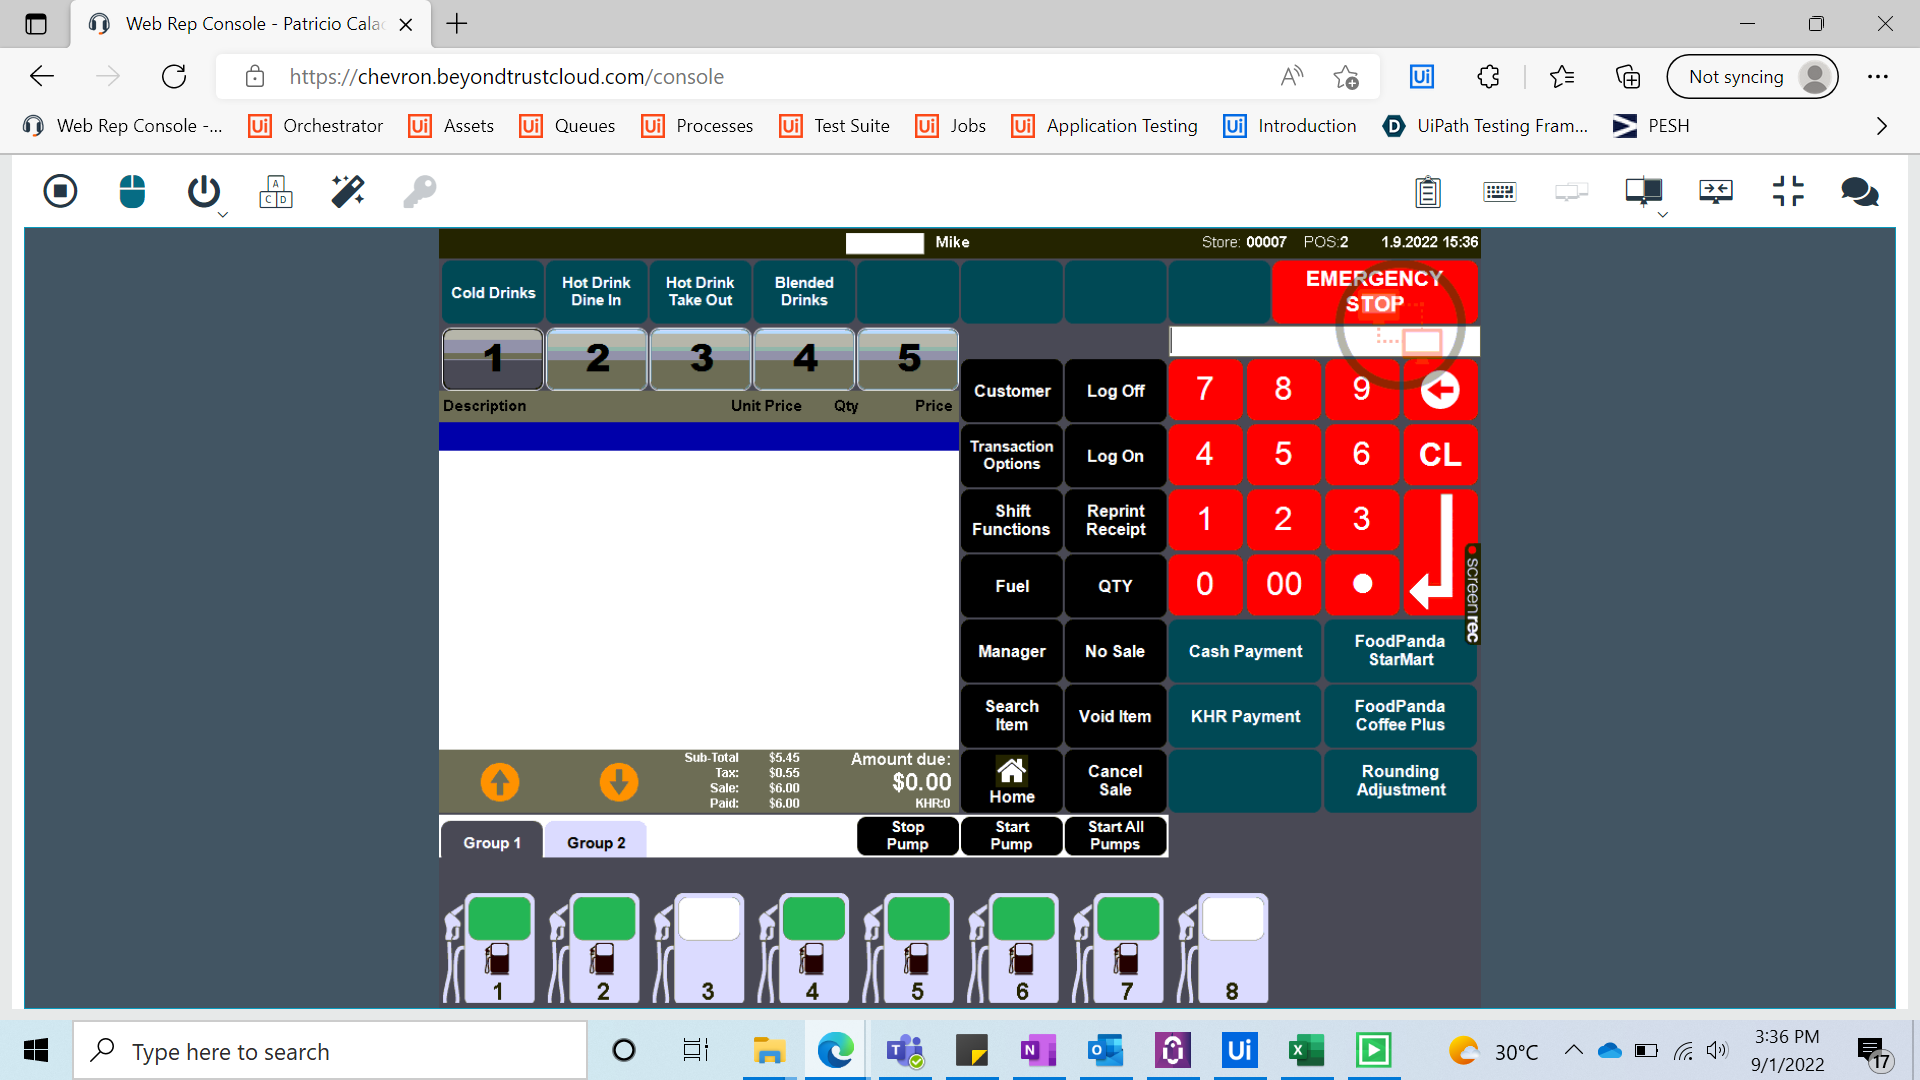 Web Rep Console - Patricio Cala
https://chevron.beyondtrustcloud.com/console
Not syncing
Web Rep Console -...
Orchestrator
Assets
Queues
Processes
Test Suite
Jobs
Application Testing
Introduction
UiPath Testing Fram...
PESH
Mike
Store: 00007
POS:2
1.9.2022 15:36
Cold Drinks
Hot Drink
Dine In
Hot Drink
Take Out
Blended
Drinks
EMERGENCY
STOP
1
2
3
4
5
Description
Unit Price
Qty
Price
Customer
Log Off
7
8
9
Transaction
Options
Log On
4
5
6
CL
Shift
Functions
Reprint
Receipt
1
2
3
Fuel
QTY
0
00
screenrec
Manager
No Sale
Cash Payment
FoodPanda
StarMart
Search
Item
Void Item
KHR Payment
FoodPanda
Coffee Plus
Sub-Total $5.45
Tax: $0.55
Sale: $6.00
Paid: $6.00
Amount due:
$0.00
KHR:0
Home
Cancel
Sale
Rounding
Adjustment
Group 1
Group 2
Stop
Pump
Start
Pump
Start All
Pumps
1
2
3
4
5
6
7
8
Type here to search
30°C
3:36 PM
9/1/2022
17